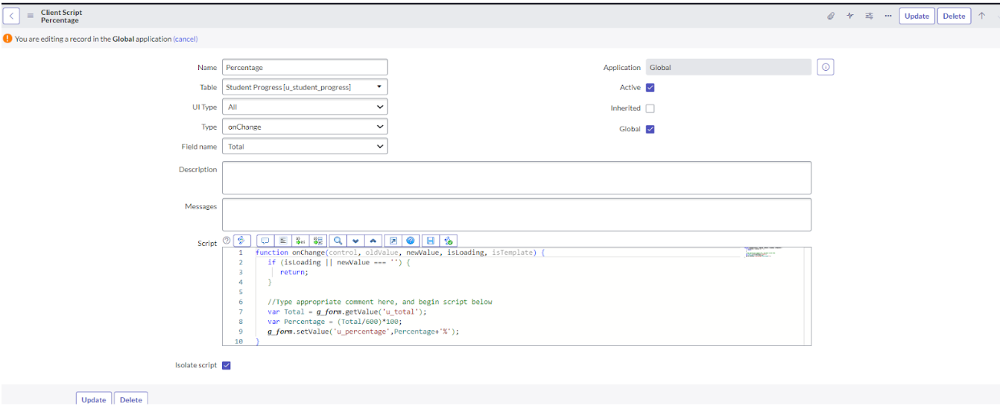 Client Script
Percentage
Update
Delete
You are editing a record in the Global application (cancel)
Name
Percentage
Application
Global
Table
Student Progress [u_student_progress]
Active
UI Type
All
Inherited
Type
onChange
Global
Field name
Total
Description
Messages
Script
1 function onChange(control, oldValue, newValue, isLoading, isTemplate) {
2 if (isLoading || newValue === '') {
3 return;
4 }
5
6 //Type appropriate comment here, and begin script below
7 var Total = g_form.getValue('u_total');
8 var Percentage = (Total/600)*100;
9 g_form.setValue('u_percentage',Percentage+'%');
10 }
Isolate script
Update
Delete